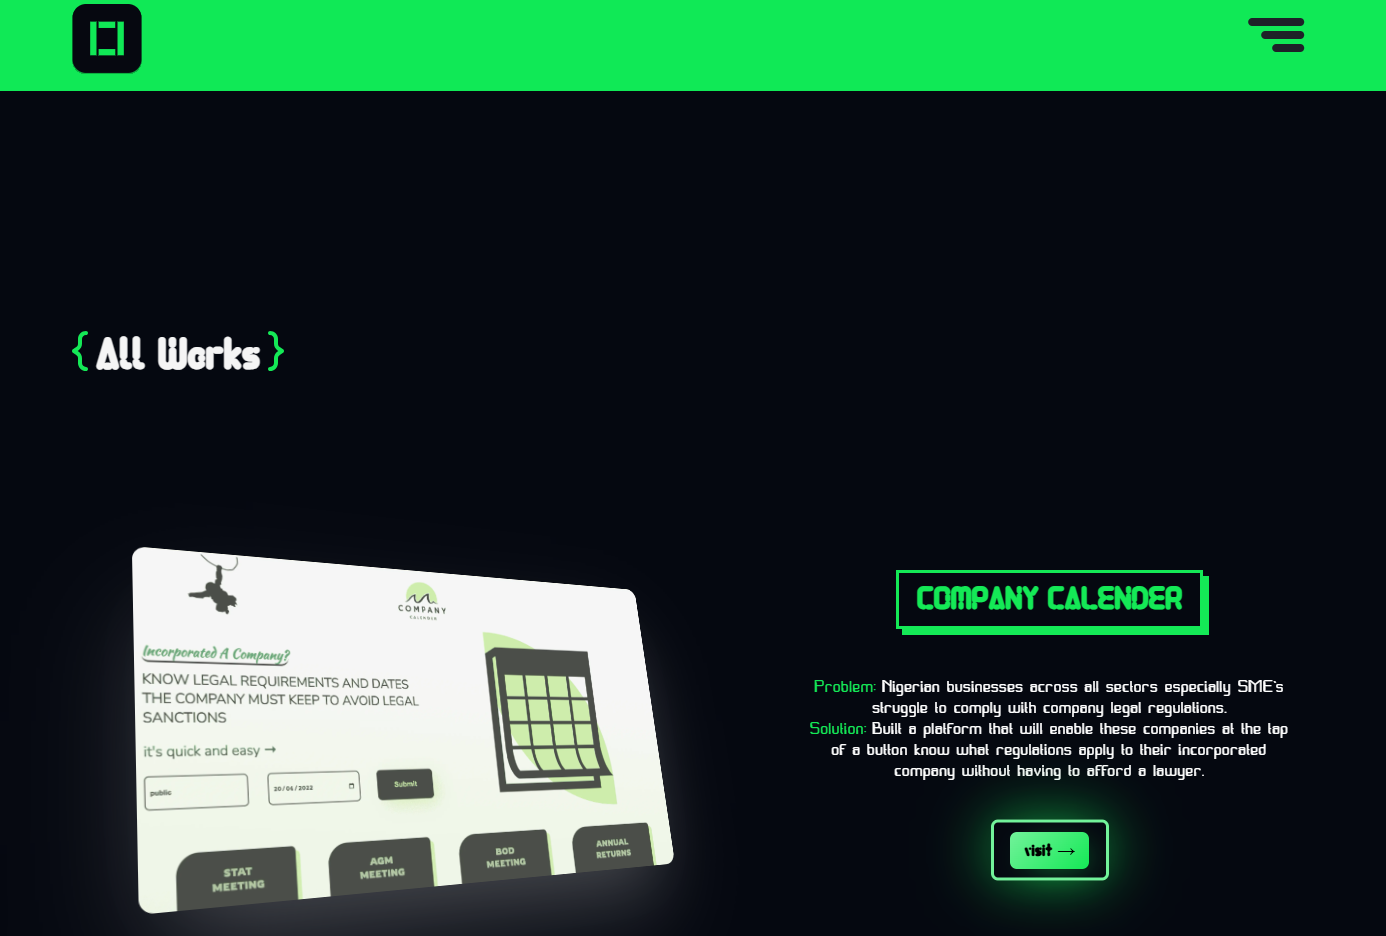 { All Works }
COMPANY
CALENDER
Incorporated A Company?
KNOW LEGAL REQUIREMENTS AND DATES
THE COMPANY MUST KEEP TO AVOID LEGAL
SANCTIONS
it's quick and easy →
public
20/06/2022
Submit
STAT
MEETING
AGM
MEETING
BOD
MEETING
ANNUAL
RETURNS
COMPANY CALENDER
Problem: Nigerian businesses across all sectors especially SME's
struggle to comply with company legal regulations.
Solution: Built a platform that will enable these companies at the tap
of a button know what regulations apply to their incorporated
company without having to afford a lawyer.
visit →